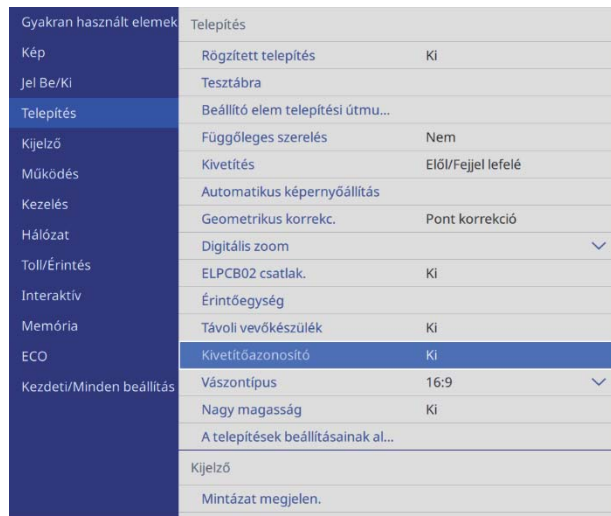 Gyakran használt elemek
Kép
Jel Be/Ki
Telepítés
Kijelző
Működés
Kezelés
Hálózat
Toll/Érintés
Interaktív
Memória
ECO
Kezdeti/Minden beállítás
Telepítés
Rögzített telepítés Ki
Tesztábra
Beállító elem telepítési útmu...
Függőleges szerelés Nem
Kivetítés Elől/Fejjel lefelé
Automatikus képernyőállítás
Geometrikus korrekc. Pont korrekció
Digitális zoom
ELPCB02 csatlak. Ki
Érintőegység
Távoli vevőkészülék Ki
Kivetítőazonosító Ki
Vászontípus 16:9
Nagy magasság Ki
A telepítések beállításainak al...
Kijelző
Mintázat megjelen.